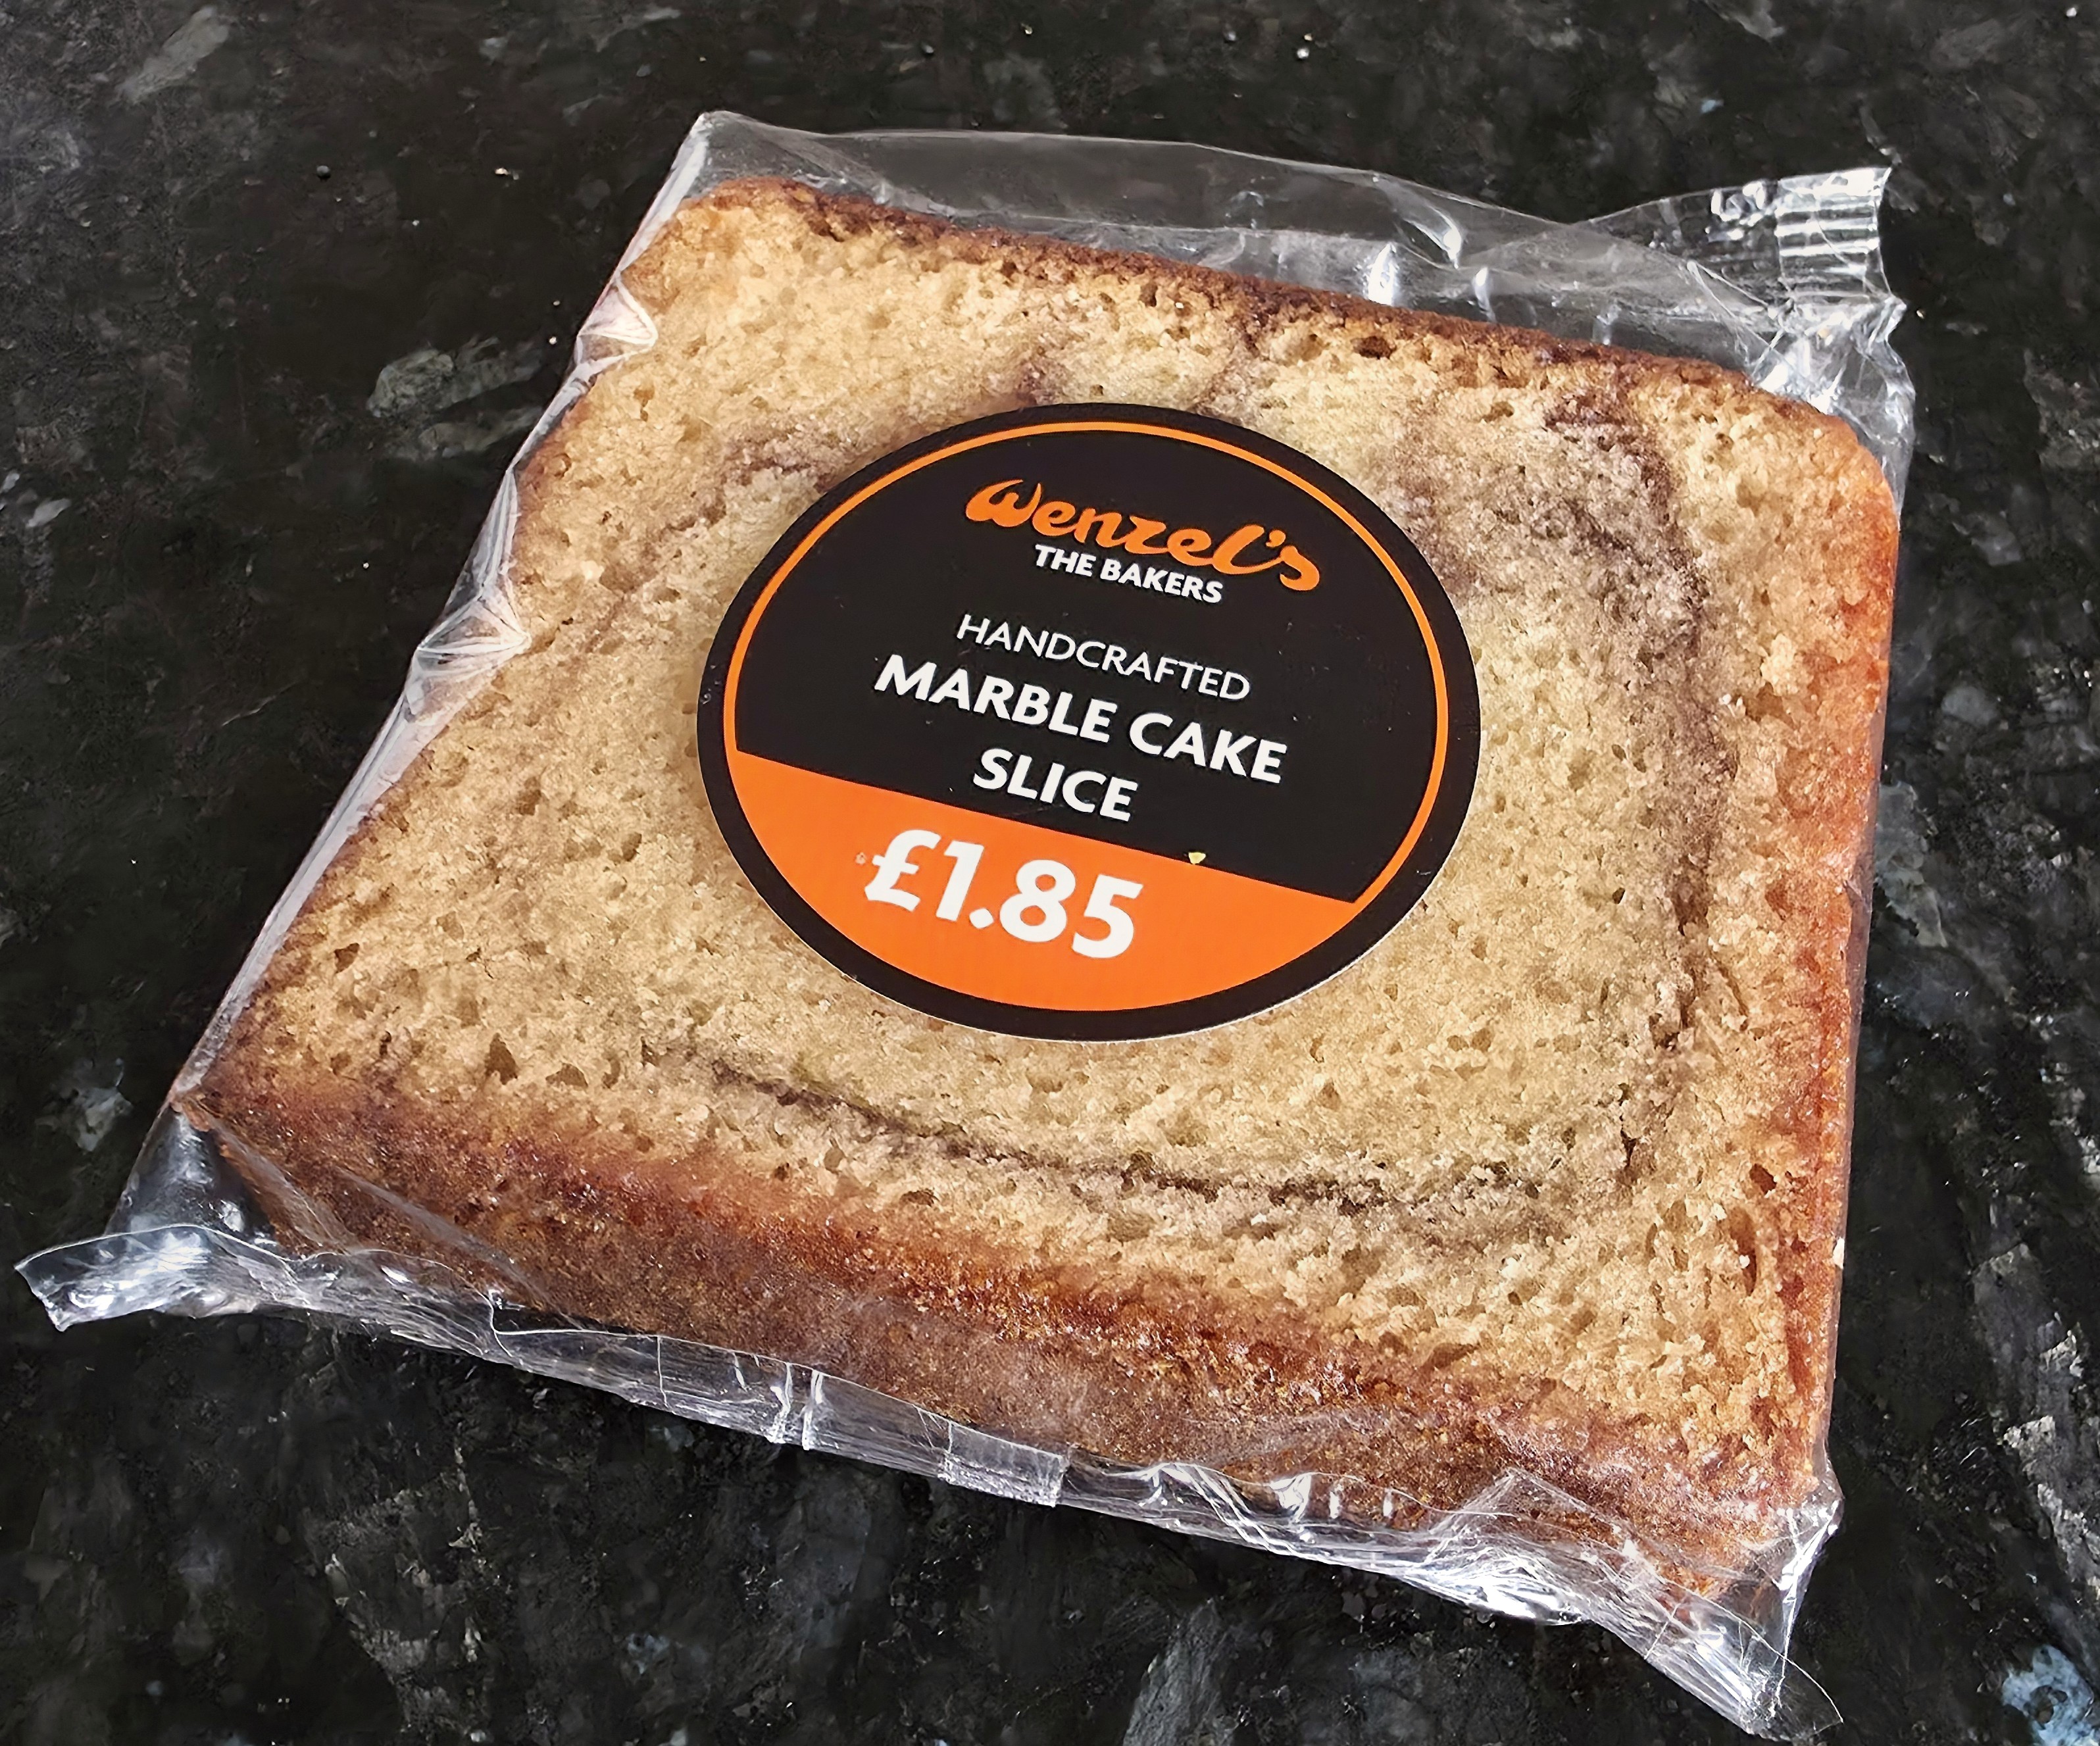 Wenzel's
THE BAKERS
HANDCRAFTED
MARBLE CAKE
SLICE
£1.85